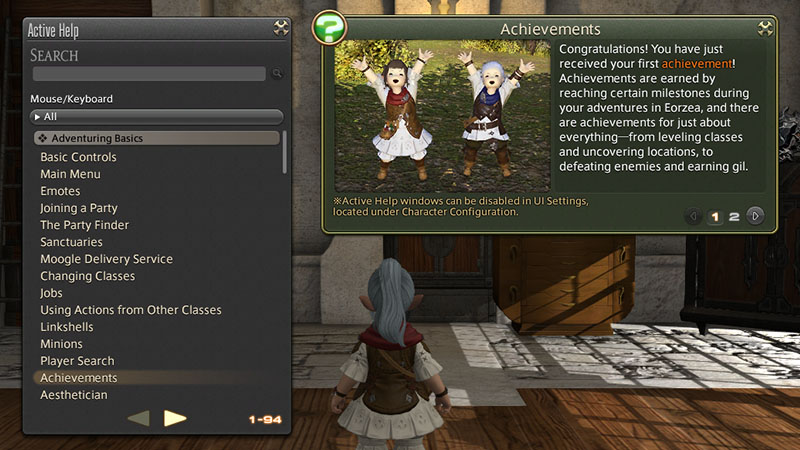 Active Help
SEARCH
Mouse/Keyboard
All
Adventuring Basics
Basic Controls
Main Menu
Emotes
Joining a Party
The Party Finder
Sanctuaries
Moogle Delivery Service
Changing Classes
Jobs
Using Actions from Other Classes
Linkshells
Minions
Player Search
Achievements
Aesthetician
1-94
?
Achievements
Congratulations! You have just
received your first achievement!
Achievements are earned by
reaching certain milestones during
your adventures in Eorzea, and there
are achievements for just about
everything—from leveling classes
and uncovering locations, to
defeating enemies and earning gil.
※Active Help windows can be disabled in UI Settings,
located under Character Configuration.
1 2